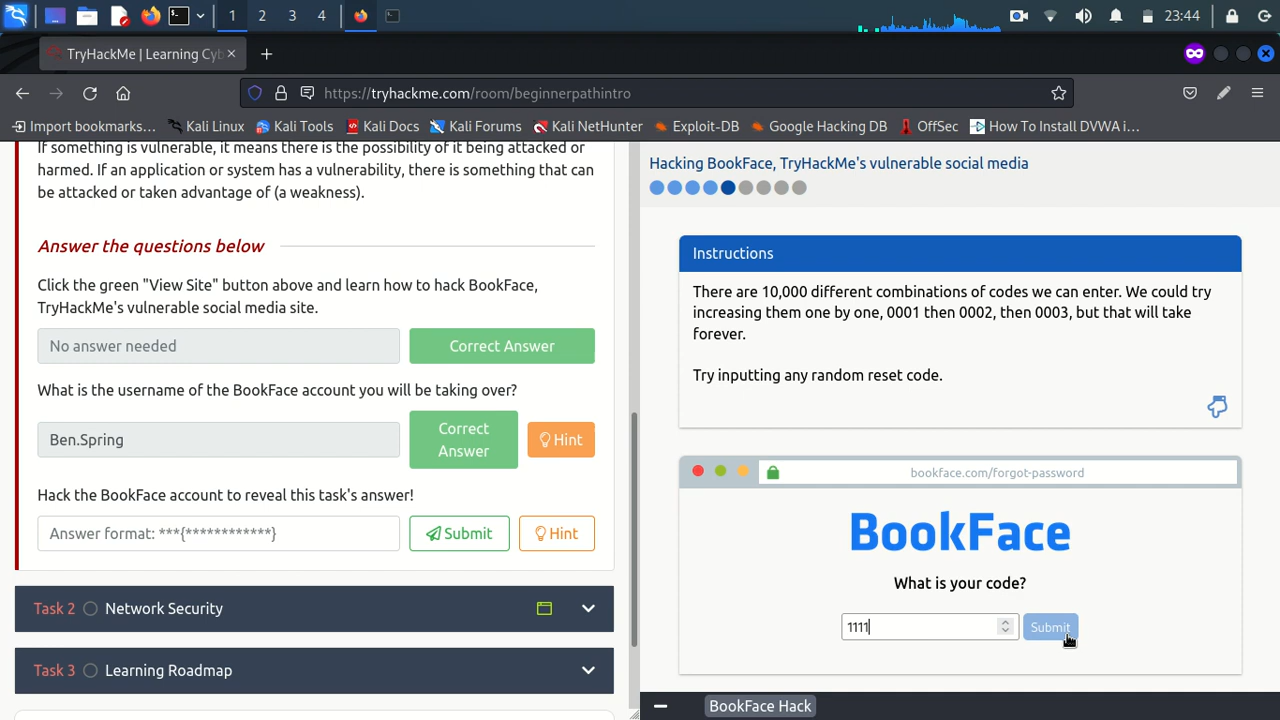 1 2 3 4 23:44
TryHackMe | Learning Cyb
https://tryhackme.com/room/beginnerpathintro
Import bookmarks... Kali Linux Kali Tools Kali Docs Kali Forums Kali NetHunter Exploit-DB Google Hacking DB OffSec How To Install DVWA i...
If something is vulnerable, it means there is the possibility of it being attacked or
harmed. If an application or system has a vulnerability, there is something that can
be attacked or taken advantage of (a weakness).
Answer the questions below
Click the green "View Site" button above and learn how to hack BookFace,
TryHackMe's vulnerable social media site.
No answer needed
Correct Answer
What is the username of the BookFace account you will be taking over?
Ben.Spring
Correct
Answer
Hint
Hack the BookFace account to reveal this task's answer!
Answer format: ***{************}
Submit
Hint
Task 2 Network Security
Task 3 Learning Roadmap
Hacking BookFace, TryHackMe's vulnerable social media
Instructions
There are 10,000 different combinations of codes we can enter. We could try
increasing them one by one, 0001 then 0002, then 0003, but that will take
forever.
Try inputting any random reset code.
bookface.com/forgot-password
BookFace
What is your code?
1111
Submit
BookFace Hack